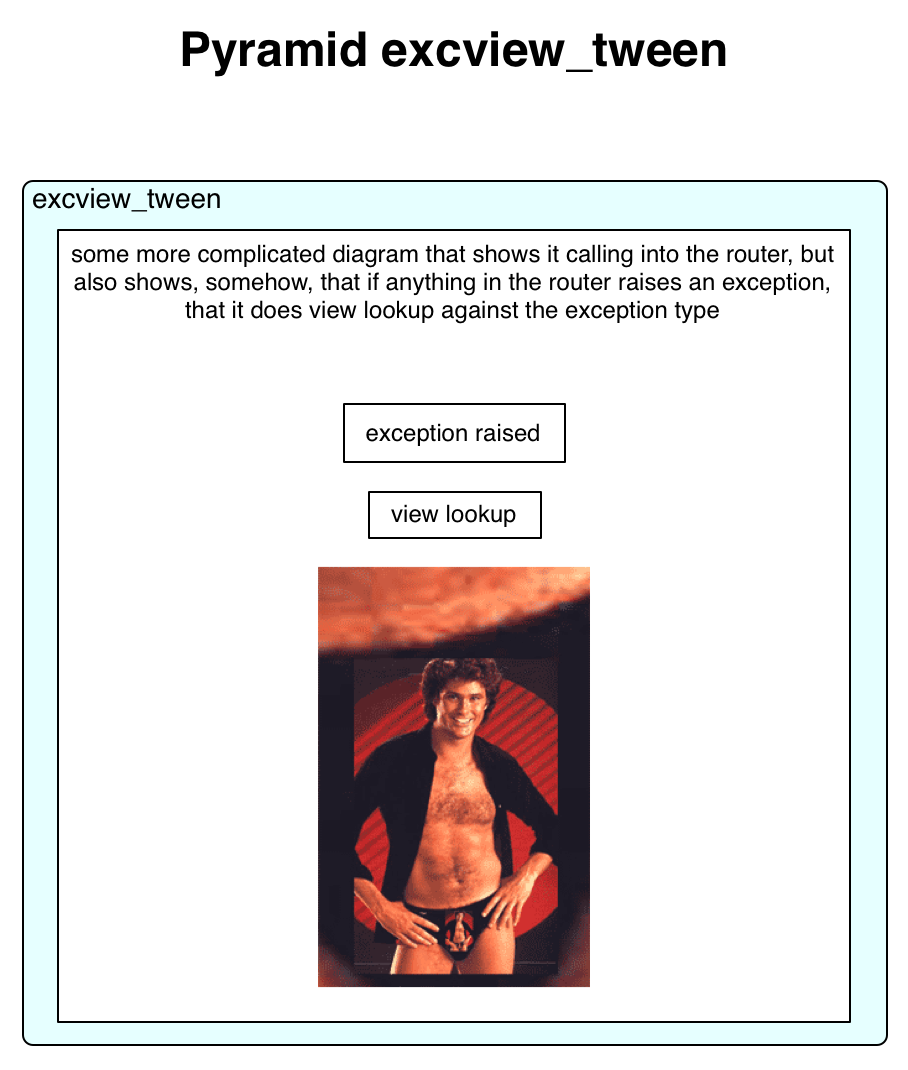 Pyramid excview_tween
excview_tween
some more complicated diagram that shows it calling into the router, but
also shows, somehow, that if anything in the router raises an exception,
that it does view lookup against the exception type
exception raised
view lookup